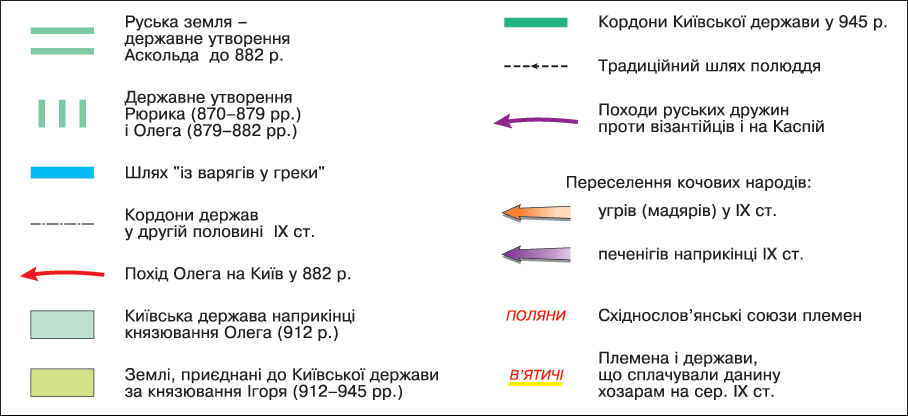 Руська земля –
державне утворення
Аскольда до 882 р.
Державне утворення
Рюрика (870–879 рр.)
і Олега (879–882 рр.)
Шлях "із варягів у греки"
Кордони держав
у другій половині IX ст.
Похід Олега на Київ у 882 р.
Київська держава наприкінці
князювання Олега (912 р.)
Землі, приєднані до Київської держави
за князювання Ігоря (912–945 рр.)
Кордони Київської держави у 945 р.
Традиційний шлях полюддя
Походи руських дружин
проти візантійців і на Каспій
Переселення кочових народів:
угрів (мадярів) у IX ст.
печенігів наприкінці IX ст.
ПОЛЯНИ
Східнослов’янські союзи племен
В’ЯТИЧІ
Племена і держави,
що сплачували данину
хозарам на сер. IX ст.